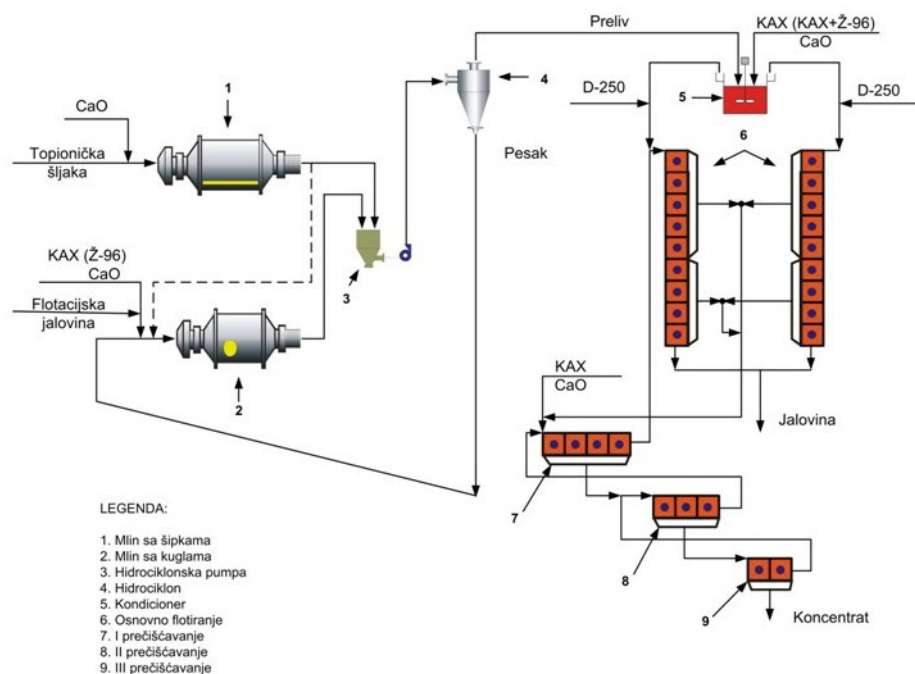 Preliv
KAX (KAX+Ž-96)
CaO
1
4
CaO
D-250
5
D-250
Topionička
šljaka
Pesak
6
KAX (Ž-96)
CaO
3
Flotacijska
jalovina
2
KAX
CaO
Jalovina
7
8
9
Koncentrat
LEGENDA:
1. Mlin sa šipkama
2. Mlin sa kuglama
3. Hidrociklonska pumpa
4. Hidrociklon
5. Kondicioner
6. Osnovno flotiranje
7. I prečišćavanje
8. II prečišćavanje
9. III prečišćavanje